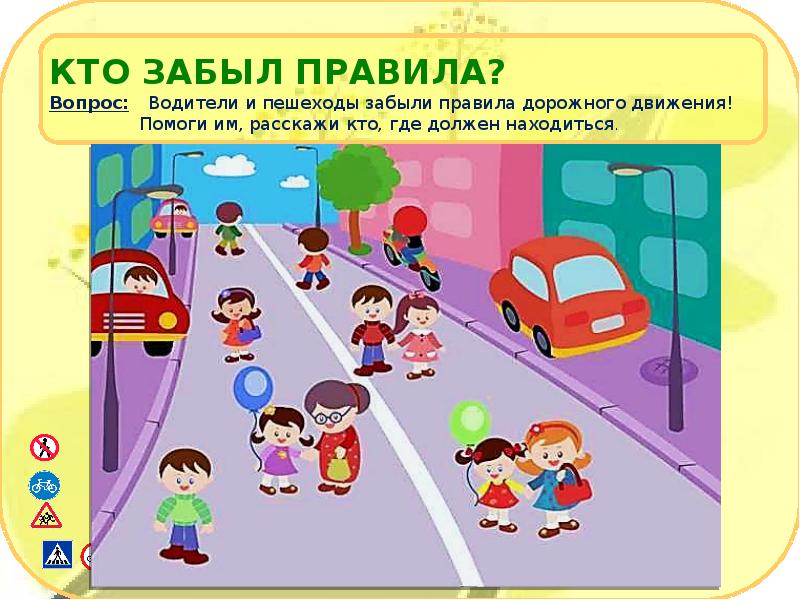 КТО ЗАБЫЛ ПРАВИЛА?
Вопрос: Водители и пешеходы забыли правила дорожного движения!
Помоги им, расскажи кто, где должен находиться.